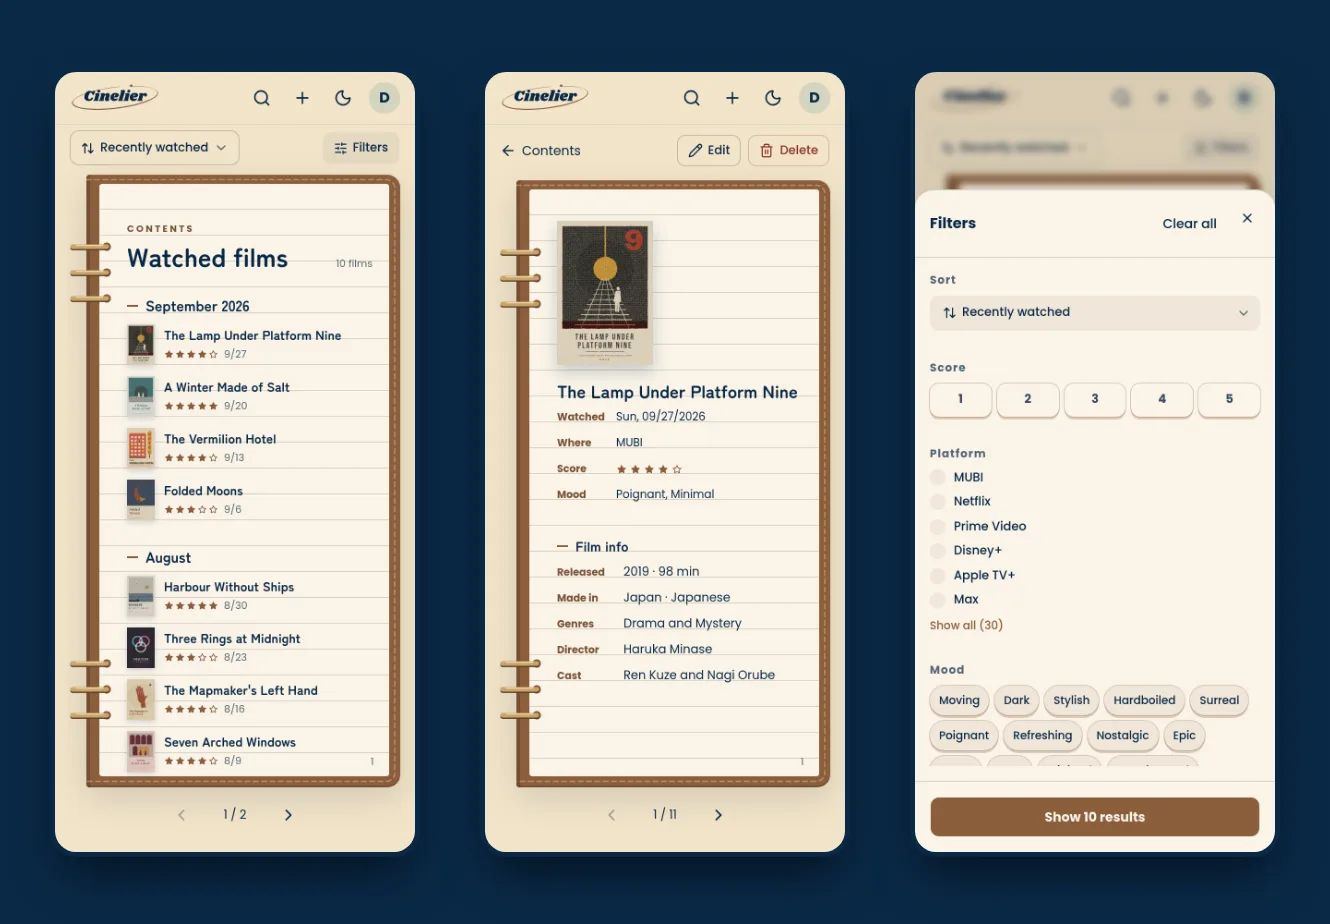 Cinelier
D
Recently watched
Filters
CONTENTS
Watched films
10 films
September 2026
The Lamp Under Platform Nine
9/27
A Winter Made of Salt
9/20
The Vermilion Hotel
9/13
Folded Moons
9/6
August
Harbour Without Ships
8/30
Three Rings at Midnight
8/23
The Mapmaker's Left Hand
8/16
Seven Arched Windows
8/9
1
1 / 2
Cinelier
D
Contents
Edit
Delete
9
THE LAMP UNDER
PLATFORM NINE
The Lamp Under Platform Nine
Watched Sun, 09/27/2026
Where MUBI
Score
Mood Poignant, Minimal
Film info
Released 2019 · 98 min
Made in Japan · Japanese
Genres Drama and Mystery
Director Haruka Minase
Cast Ren Kuze and Nagi Orube
1
1 / 11
Cinelier
Recently watched
Filters
Filters
Clear all
Sort
Recently watched
Score
1 2 3 4 5
Platform
MUBI
Netflix
Prime Video
Disney+
Apple TV+
Max
Show all (30)
Mood
Moving Dark Stylish Hardboiled Surreal
Poignant Refreshing Nostalgic Epic
Show 10 results